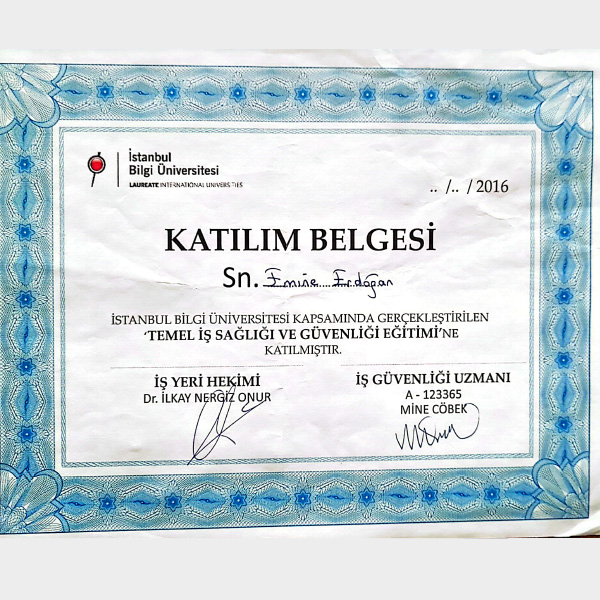 İstanbul
Bilgi Üniversitesi
LAUREATE INTERNATIONAL UNIVERSITIES
.. /.. / 2016
KATILIM BELGESİ
Sn. Emine Erdoğan
İSTANBUL BİLGİ ÜNİVERSİTESİ KAPSAMINDA GERÇEKLEŞTİRİLEN
‘TEMEL İŞ SAĞLIĞI VE GÜVENLİĞİ EĞİTİMİ’NE
KATILMIŞTIR.
İŞ YERİ HEKİMİ
Dr. İLKAY NERGİZ ONUR
İŞ GÜVENLİĞİ UZMANI
A - 123365
MİNE CÖBEK